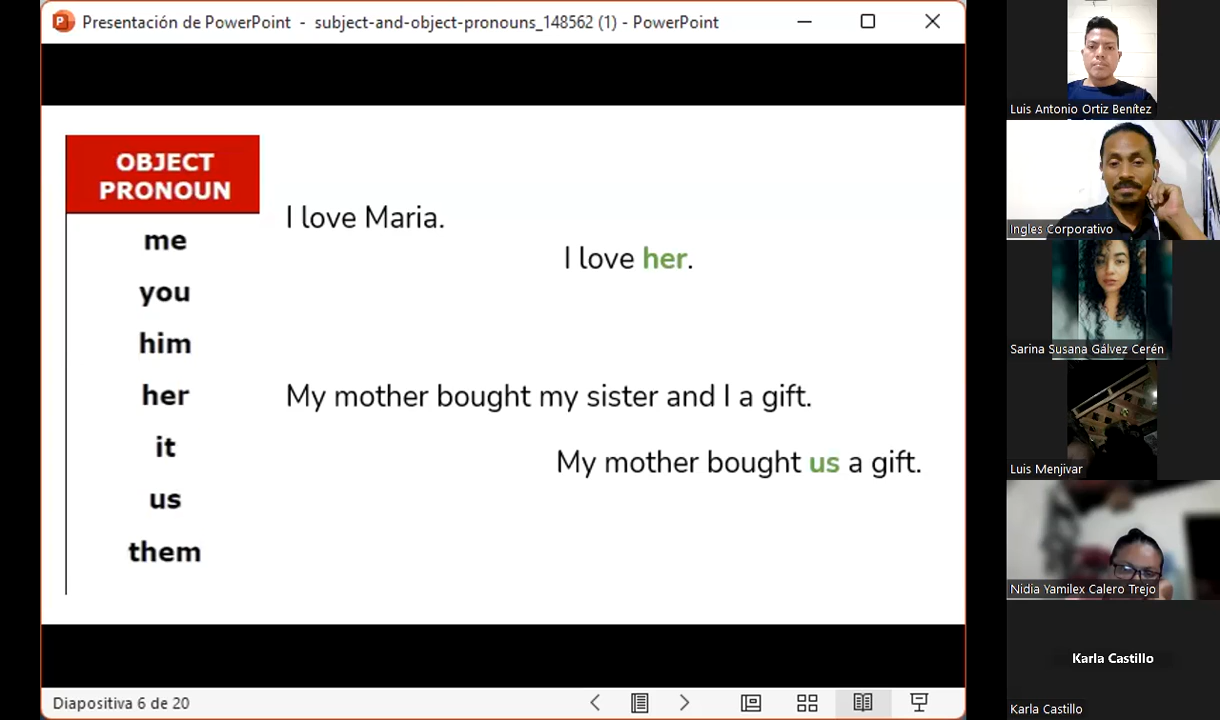 Presentación de PowerPoint - subject-and-object-pronouns_148562 (1) - PowerPoint
OBJECT
PRONOUN
me
you
him
her
it
us
them
I love Maria.
I love her.
My mother bought my sister and I a gift.
My mother bought us a gift.
Diapositiva 6 de 20
Luis Antonio Ortiz Benítez
Ingles Corporativo
Sarina Susana Gálvez Cerén
Luis Menjivar
Nidia Yamilex Calero Trejo
Karla Castillo
Karla Castillo